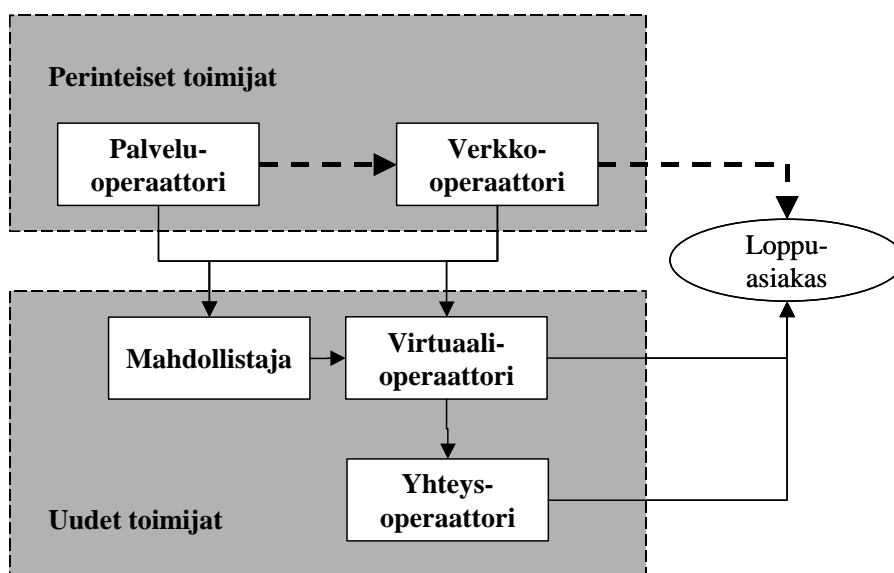 Perinteiset toimijat
Palvelu-
operaattori
Verkko-
operaattori
Loppu-
asiakas
Mahdollistaja
Virtuaali-
operaattori
Yhteys-
operaattori
Uudet toimijat